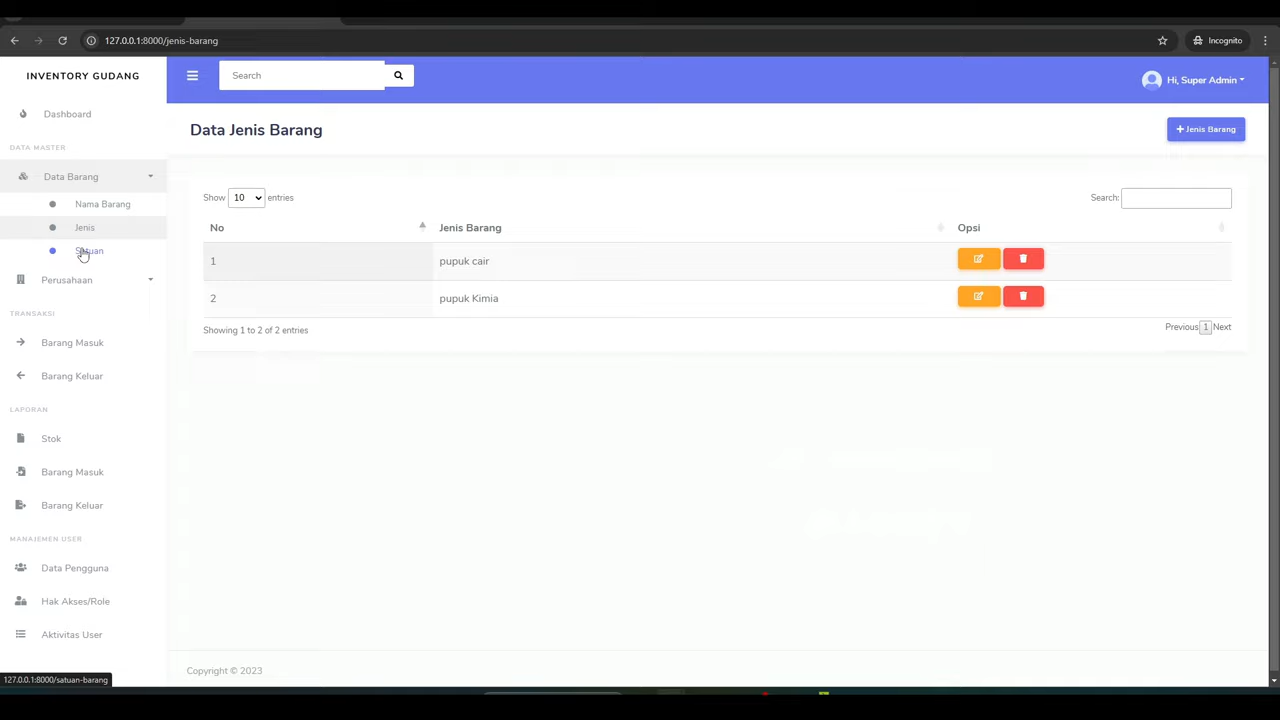 127.0.0.1:8000/jenis-barang
Incognito
INVENTORY GUDANG
Search
Hi, Super Admin
Dashboard
Data Jenis Barang
Jenis Barang
DATA MASTER
Data Barang
Nama Barang
Jenis
Satuan
Perusahaan
TRANSAKSI
Barang Masuk
Barang Keluar
LAPORAN
Stok
Barang Masuk
Barang Keluar
MANAJEMEN USER
Data Pengguna
Hak Akses/Role
Aktivitas User
Show 10 entries
Search:
No Jenis Barang Opsi
1 pupuk cair
2 pupuk Kimia
Showing 1 to 2 of 2 entries
Previous 1 Next
Copyright © 2023
127.0.0.1:8000/satuan-barang